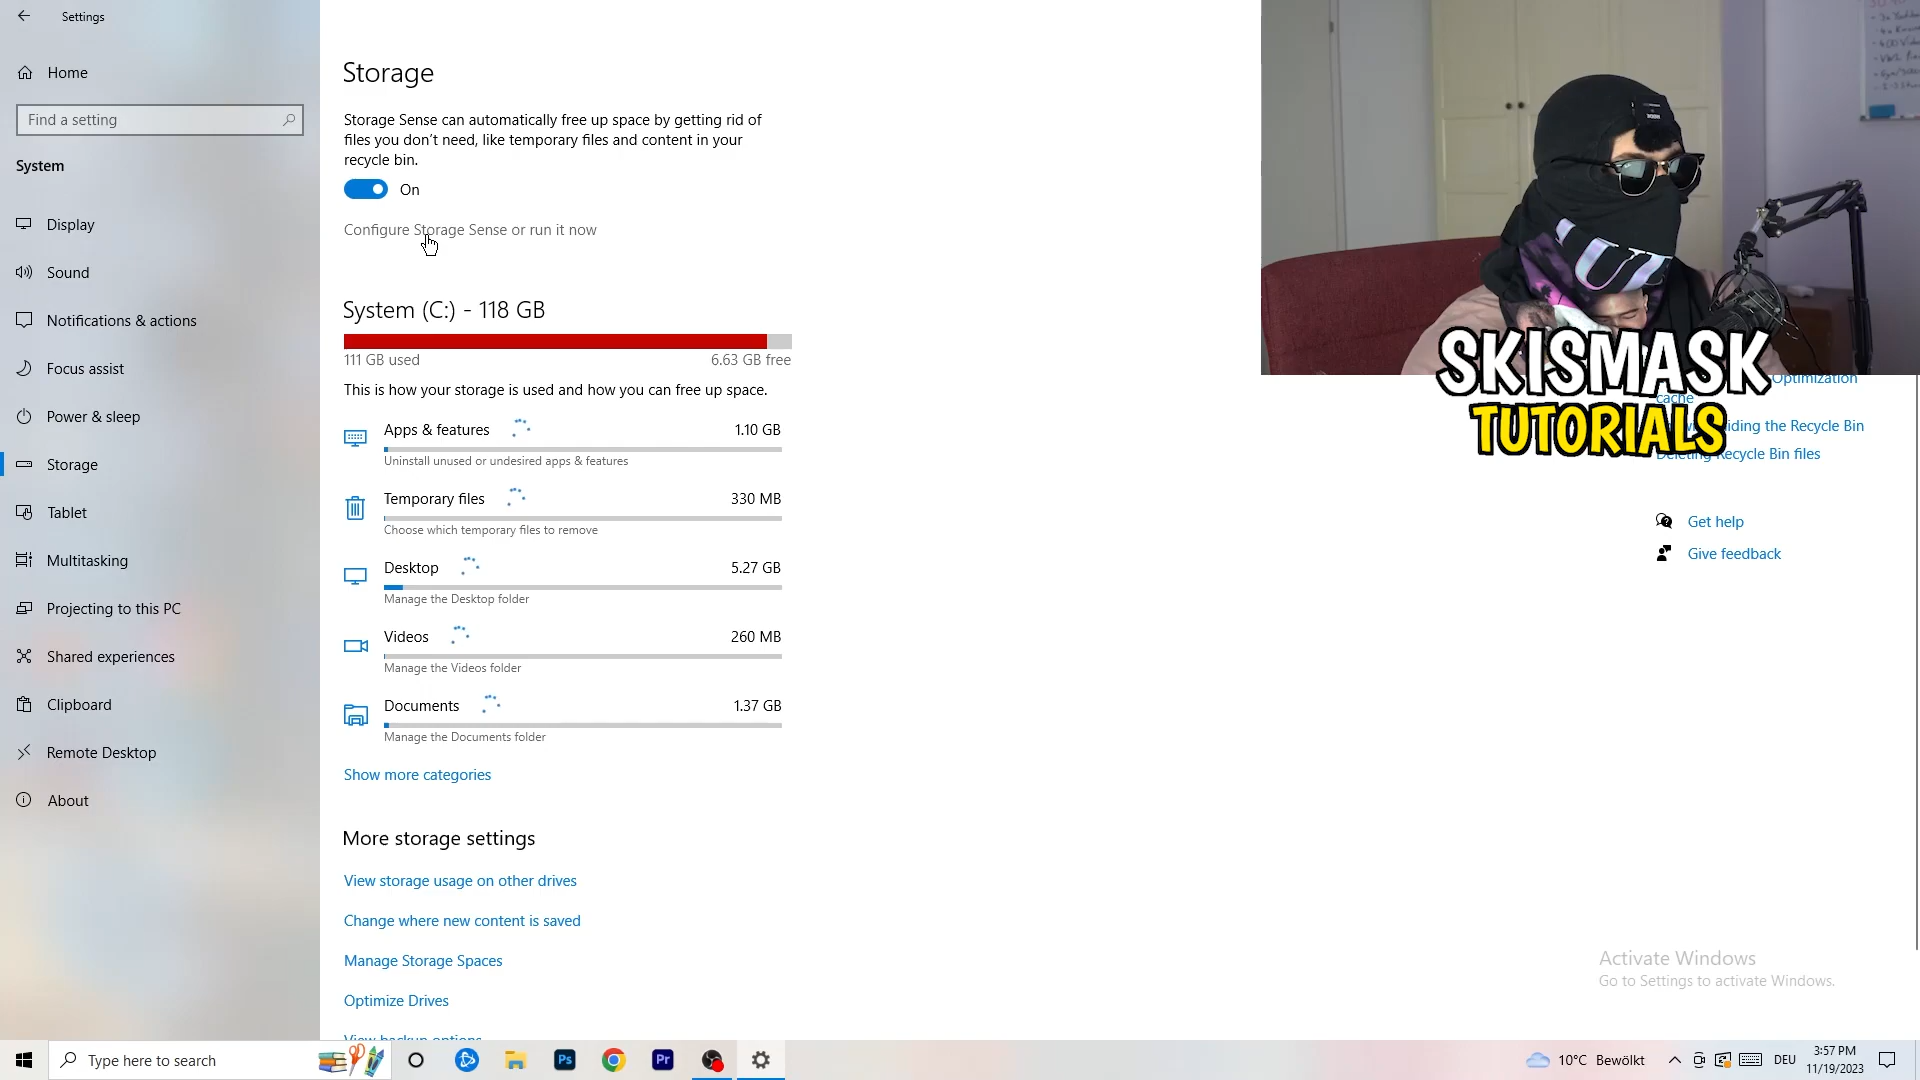 Settings
Home
Find a setting
System
Display
Sound
Notifications & actions
Focus assist
Power & sleep
Storage
Tablet
Multitasking
Projecting to this PC
Shared experiences
Clipboard
Remote Desktop
About
Storage
Storage Sense can automatically free up space by getting rid of
files you don't need, like temporary files and content in your
recycle bin.
On
Configure Storage Sense or run it now
System (C:) - 118 GB
111 GB used
6.63 GB free
This is how your storage is used and how you can free up space.
Apps & features
1.10 GB
Uninstall unused or undesired apps & features
Temporary files
330 MB
Choose which temporary files to remove
Desktop
5.27 GB
Manage the Desktop folder
Videos
260 MB
Manage the Videos folder
Documents
1.37 GB
Manage the Documents folder
Show more categories
More storage settings
View storage usage on other drives
Change where new content is saved
Manage Storage Spaces
Optimize Drives
View backup options
SKISMASK
TUTORIALS
Optimization
cache
the Recycle Bin
Recycle Bin files
Get help
Give feedback
Activate Windows
Go to Settings to activate Windows.
Type here to search
Ps
Pr
10°C Bewölkt
DEU
3:57 PM
11/19/2023